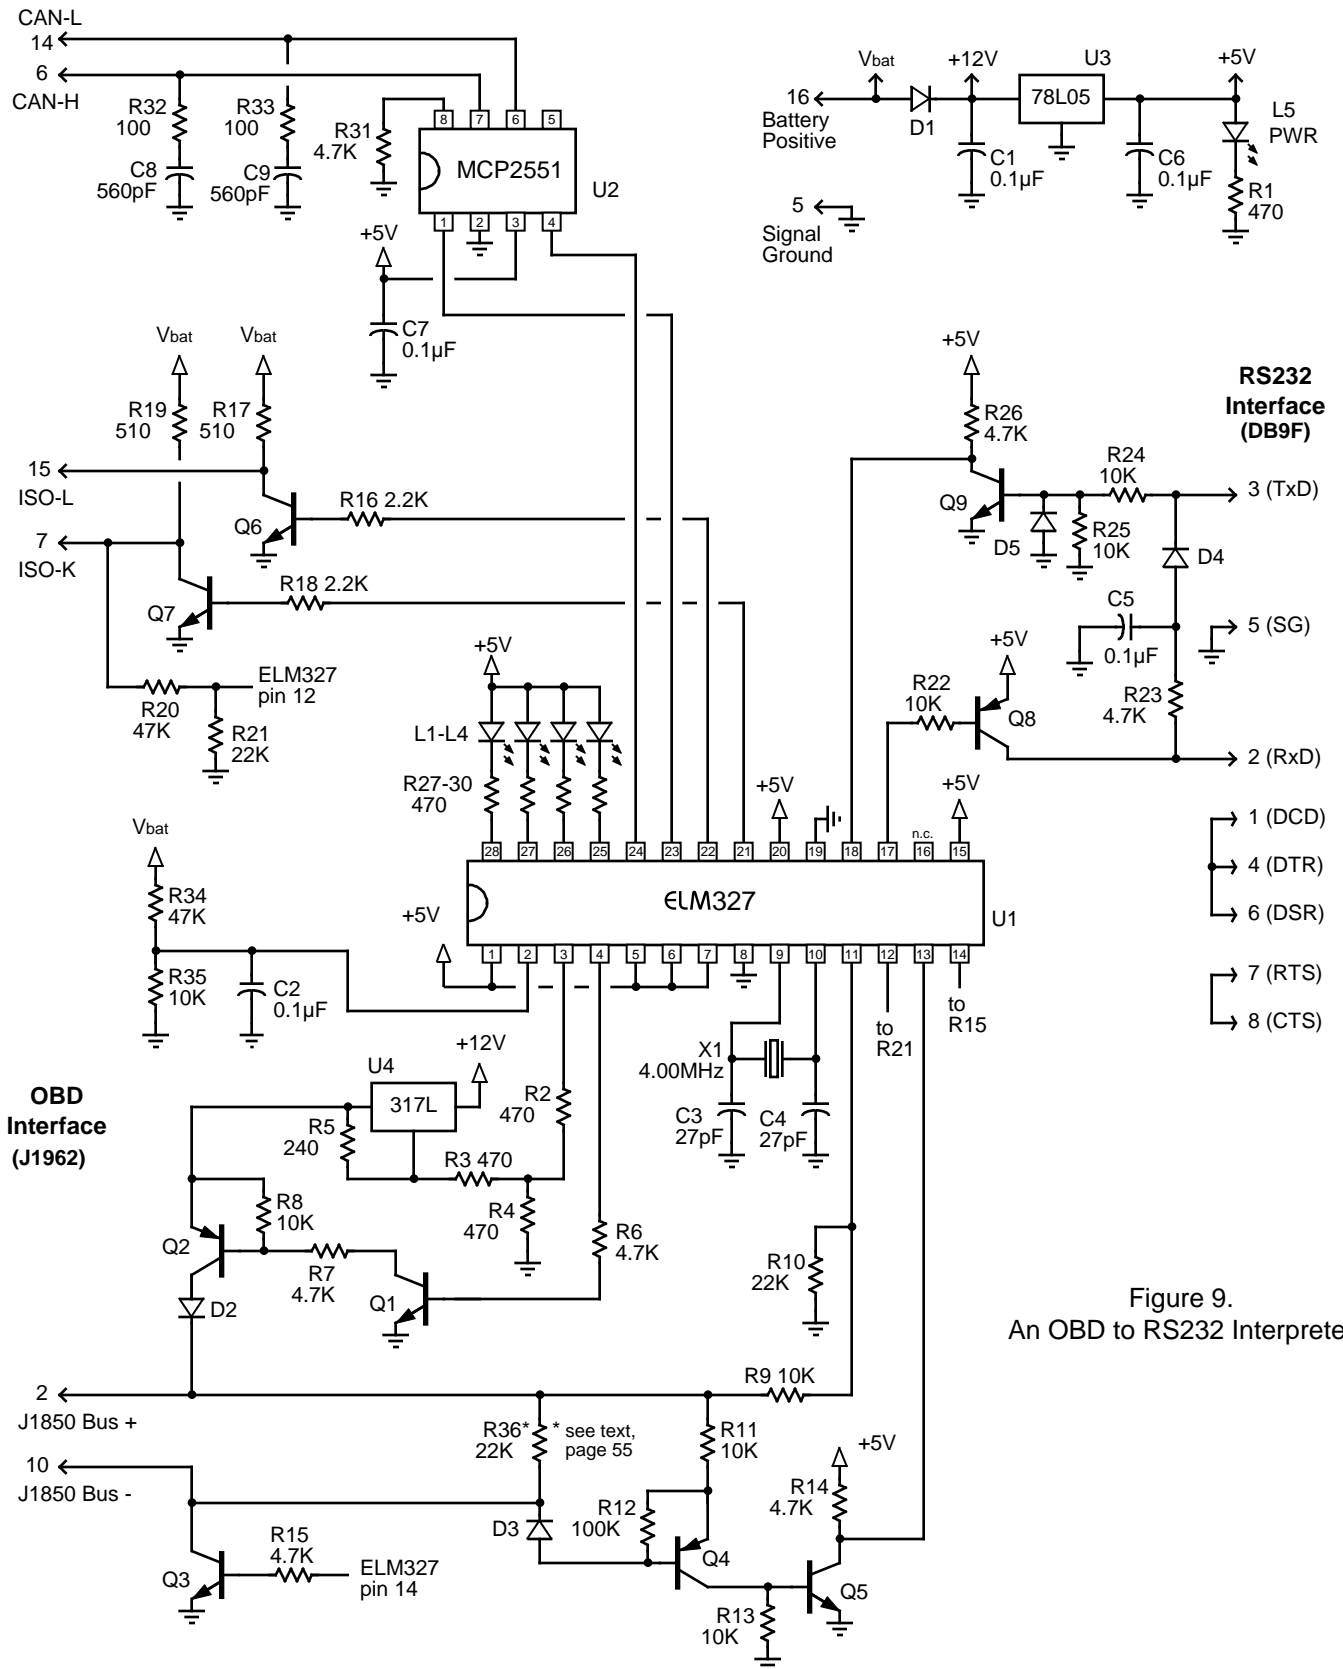 CAN-L
14
6
CAN-H
R32
100
R33
100
C8
560pF
C9
560pF
R31
4.7K
8
7
6
5
MCP2551
U2
1
2
3
4
+5V
C7
0.1µF
Vbat
+12V
U3
+5V
16
Battery
Positive
D1
78L05
L5
PWR
C1
0.1µF
C6
0.1µF
R1
470
5
Signal
Ground
Vbat
Vbat
R19
510
R17
510
15
ISO-L
R16 2.2K
Q6
7
ISO-K
R18 2.2K
Q7
ELM327
pin 12
R20
47K
R21
22K
+5V
L1-L4
R27-30
470
+5V
R26
4.7K
RS232
Interface
(DB9F)
R24
10K
3 (TxD)
Q9
D5
R25
10K
D4
C5
0.1µF
5 (SG)
+5V
R22
10K
Q8
R23
4.7K
2 (RxD)
+5V
+5V
1 (DCD)
4 (DTR)
6 (DSR)
7 (RTS)
8 (CTS)
n.c.
28
27
26
25
24
23
22
21
20
19
18
17
16
15
ELM327
U1
+5V
1
2
3
4
5
6
7
8
9
10
11
12
13
14
Vbat
R34
47K
R35
10K
C2
0.1µF
to
R21
to
R15
X1
4.00MHz
C3
27pF
C4
27pF
OBD
Interface
(J1962)
U4
+12V
317L
R5
240
R2
470
R3 470
R4
470
R8
10K
R6
4.7K
Q2
R7
4.7K
Q1
D2
R10
22K
Figure 9.
An OBD to RS232 Interprete
2
J1850 Bus +
R9 10K
R36*
22K
* see text,
page 55
R11
10K
10
J1850 Bus -
+5V
R14
4.7K
R12
100K
D3
Q4
Q5
R15
4.7K
ELM327
pin 14
Q3
R13
10K